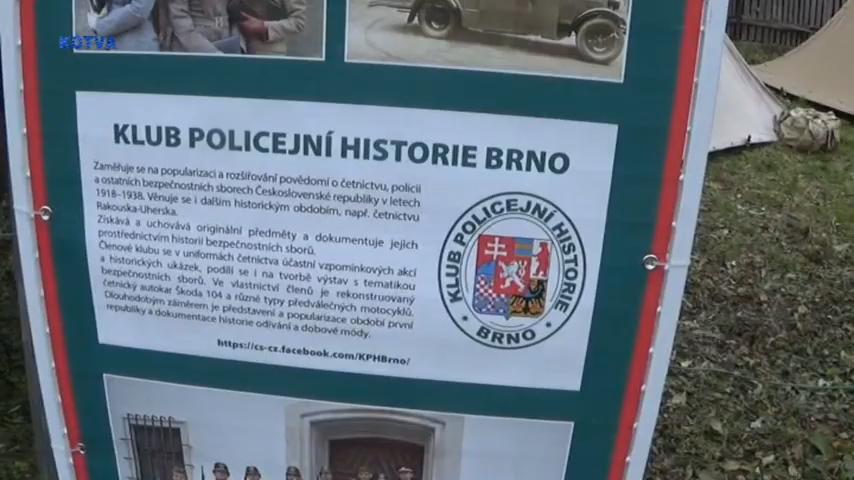 KOTVA
KLUB POLICEJNÍ HISTORIE BRNO
Zaměřuje se na popularizaci a rozšiřování povědomí o četnictvu, policii
a ostatních bezpečnostních sborech Československé republiky v letech
1918-1938. Věnuje se i dalším historickým obdobím, např. četnictvu
Rakouska-Uherska.
Získává a uchovává originální předměty a dokumentuje jejich
prostřednictvím historii bezpečnostních sborů.
Členové klubu se v uniformách četnictva účastní vzpomínkových akcí
a historických ukázek, podílí se i na tvorbě výstav s tematikou
bezpečnostních sborů. Ve vlastnictví členů je rekonstruovaný
četnický autokar Škoda 104 a různé typy předválečných motocyklů.
Dlouhodobým záměrem je představení a popularizace období první
republiky a dokumentace historie odívání a dobové módy.
https://cs-cz.facebook.com/KPHBrno/
KLUB POLICEJNÍ HISTORIE
• BRNO •